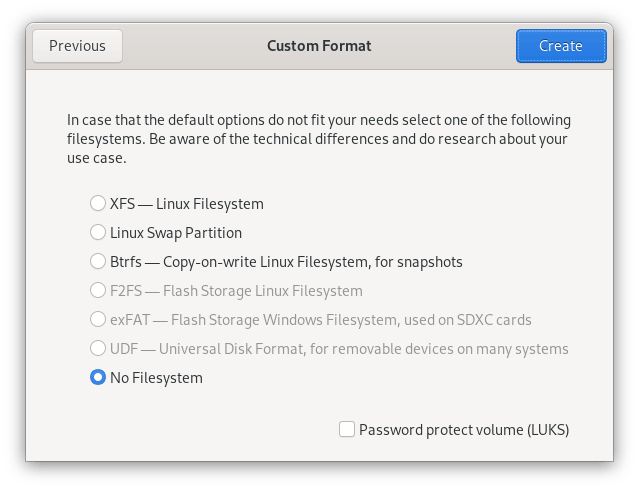 Previous
Custom Format
Create
In case that the default options do not fit your needs select one of the following
filesystems. Be aware of the technical differences and do research about your
use case.
XFS — Linux Filesystem
Linux Swap Partition
Btrfs — Copy-on-write Linux Filesystem, for snapshots
F2FS — Flash Storage Linux Filesystem
exFAT — Flash Storage Windows Filesystem, used on SDXC cards
UDF — Universal Disk Format, for removable devices on many systems
No Filesystem
Password protect volume (LUKS)